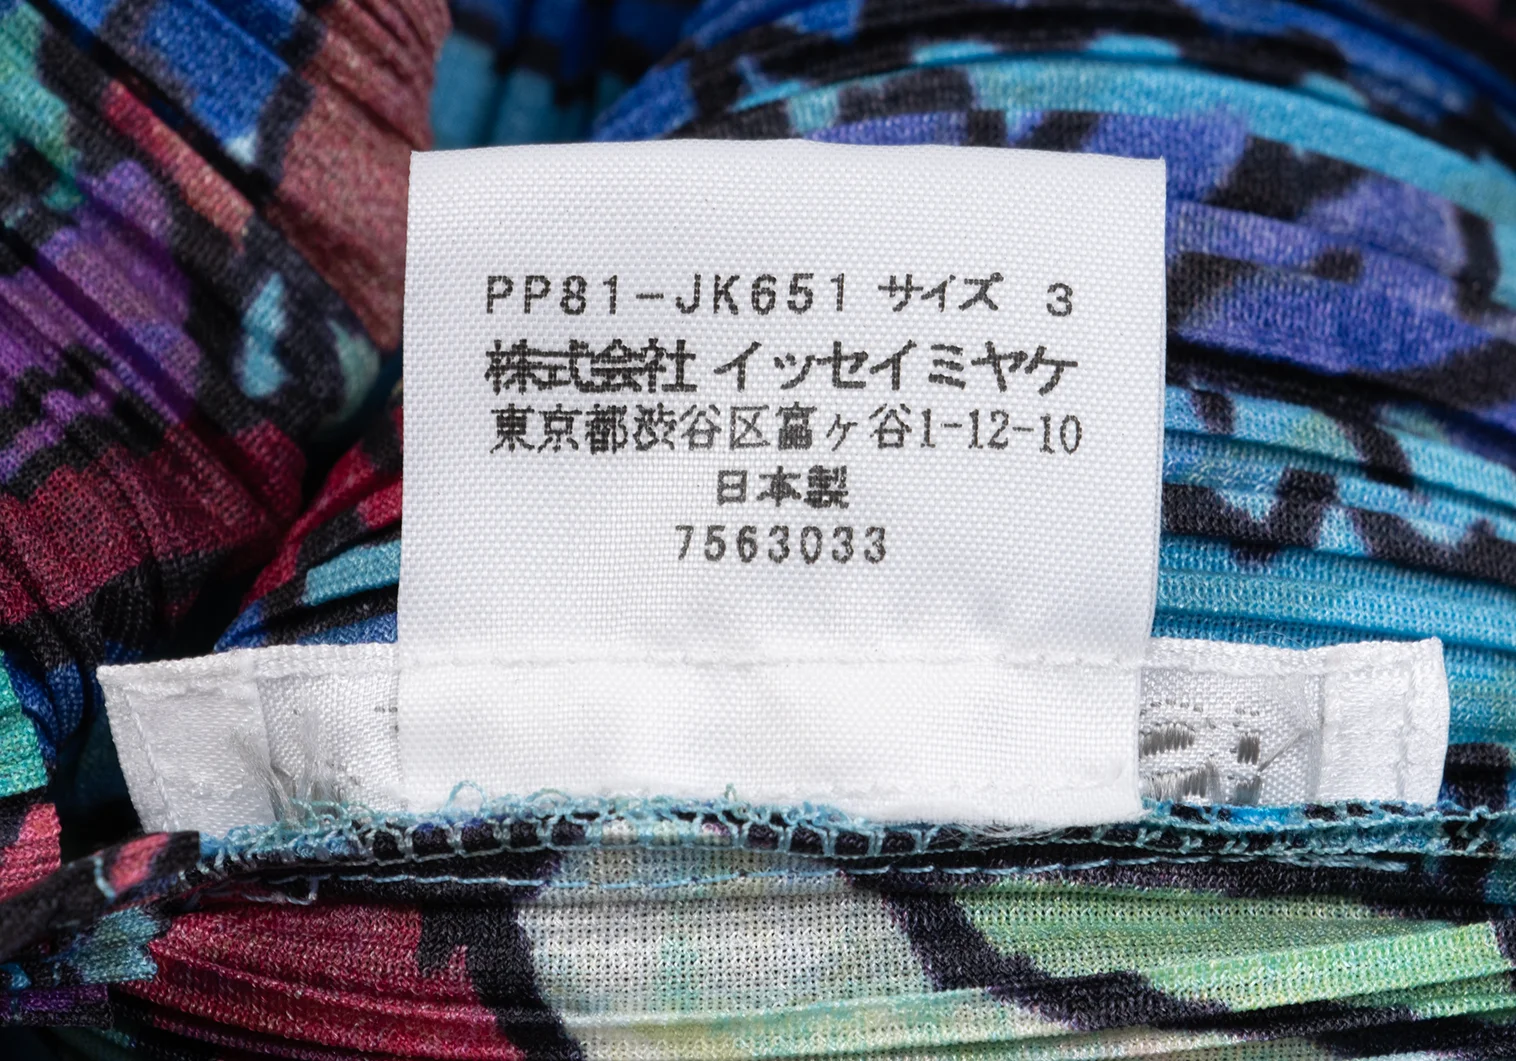 PP81-JK651 サイズ 3
株式会社 イッセイミヤケ
東京都渋谷区富ヶ谷1-12-10
日本製
7563033